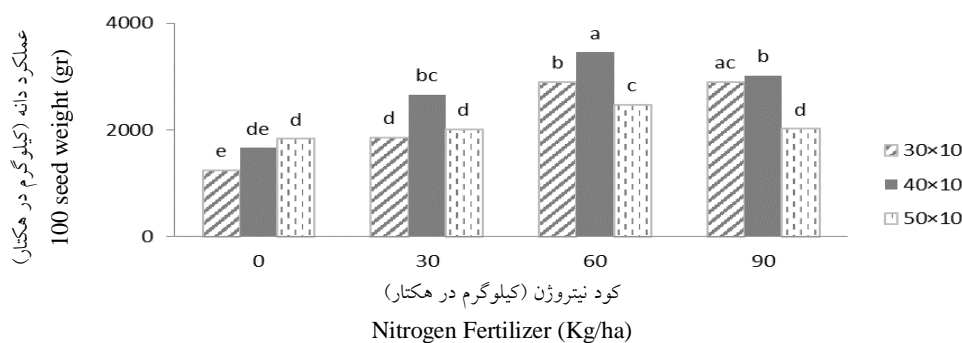 عملکرد دانه (کیلوگرم در هکتار)
100 seed weight (gr)
4000
2000
0
e
de
d
d
bc
d
b
a
c
ac
b
d
0
30
60
90
30×10
40×10
50×10
کود نیتروژن (کیلوگرم در هکتار)
Nitrogen Fertilizer (Kg/ha)